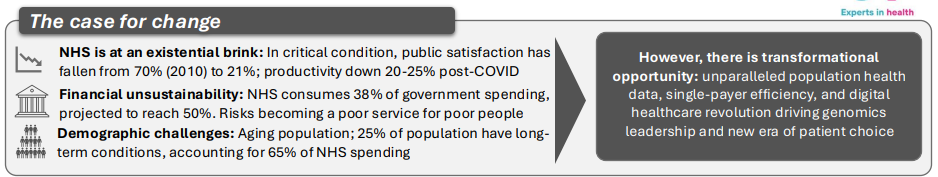 Experts in health
The case for change
NHS is at an existential brink: In critical condition, public satisfaction has
fallen from 70% (2010) to 21%; productivity down 20-25% post-COVID
Financial unsustainability: NHS consumes 38% of government spending,
projected to reach 50%. Risks becoming a poor service for poor people
Demographic challenges: Aging population; 25% of population have long-
term conditions, accounting for 65% of NHS spending
However, there is transformational
opportunity: unparalleled population health
data, single-payer efficiency, and digital
healthcare revolution driving genomics
leadership and new era of patient choice